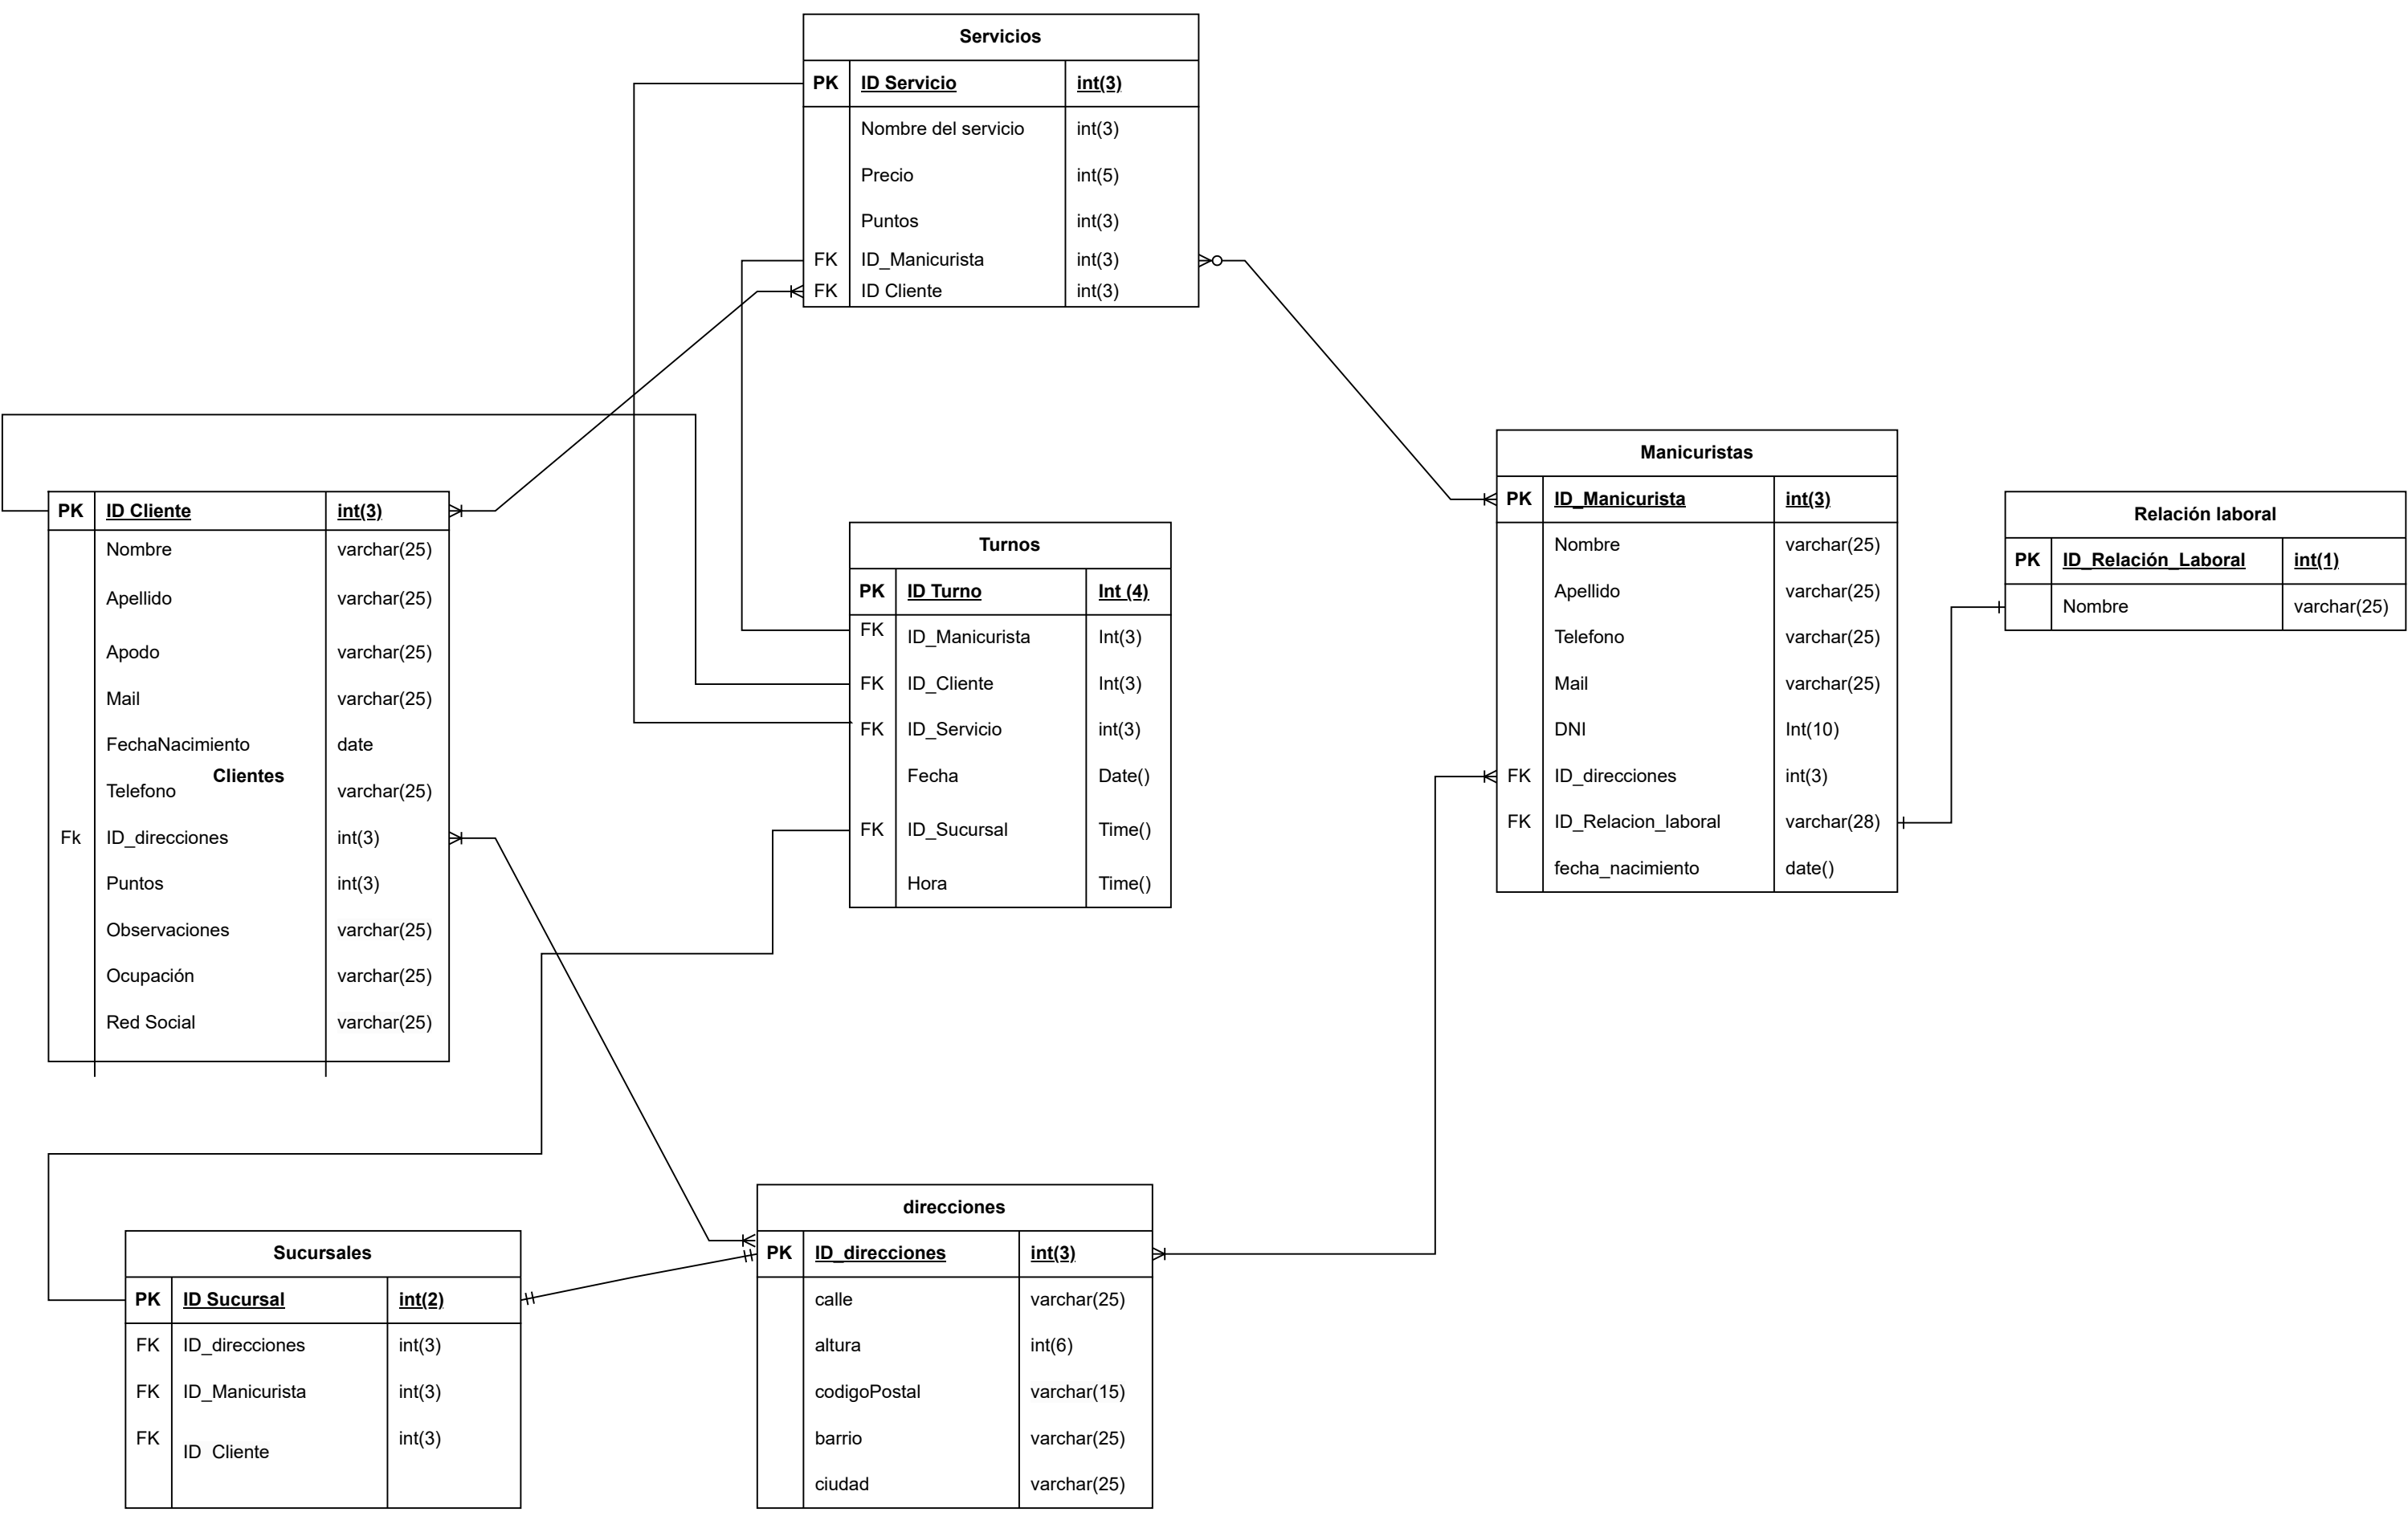 Servicios
PK ID Servicio int(3)
Nombre del servicio int(3)
Precio int(5)
Puntos int(3)
FK ID_Manicurista int(3)
FK ID Cliente int(3)
PK ID Cliente int(3)
Nombre varchar(25)
Apellido varchar(25)
Apodo varchar(25)
Mail varchar(25)
FechaNacimiento date
Clientes
Telefono varchar(25)
Fk ID_direcciones int(3)
Puntos int(3)
Observaciones varchar(25)
Ocupación varchar(25)
Red Social varchar(25)
Turnos
PK ID Turno Int (4)
FK ID_Manicurista Int(3)
FK ID_Cliente Int(3)
FK ID_Servicio int(3)
Fecha Date()
FK ID_Sucursal Time()
Hora Time()
Manicuristas
PK ID_Manicurista int(3)
Nombre varchar(25)
Apellido varchar(25)
Telefono varchar(25)
Mail varchar(25)
DNI Int(10)
FK ID_direcciones int(3)
FK ID_Relacion_laboral varchar(28)
fecha_nacimiento date()
Relación laboral
PK ID_Relación_Laboral int(1)
Nombre varchar(25)
Sucursales
PK ID Sucursal int(2)
FK ID_direcciones int(3)
FK ID_Manicurista int(3)
FK ID Cliente int(3)
direcciones
PK ID_direcciones int(3)
calle varchar(25)
altura int(6)
codigoPostal varchar(15)
barrio varchar(25)
ciudad varchar(25)